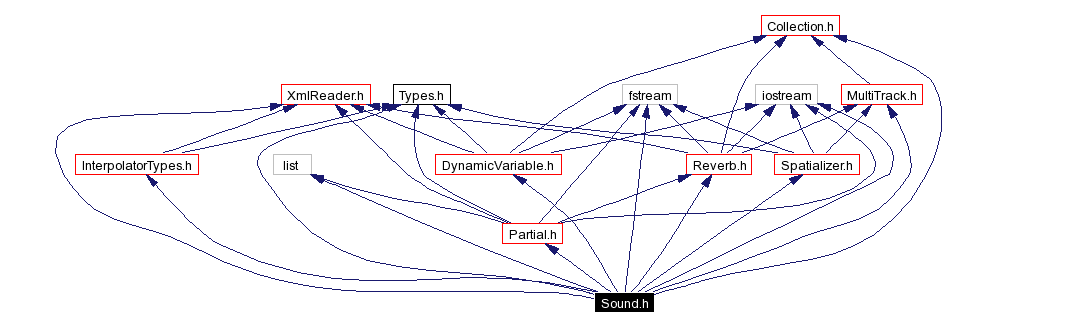 Collection.h
XmlReader.h
Types.h
fstream
iostream
MultiTrack.h
InterpolatorTypes.h
list
DynamicVariable.h
Reverb.h
Spatializer.h
Partial.h
Sound.h